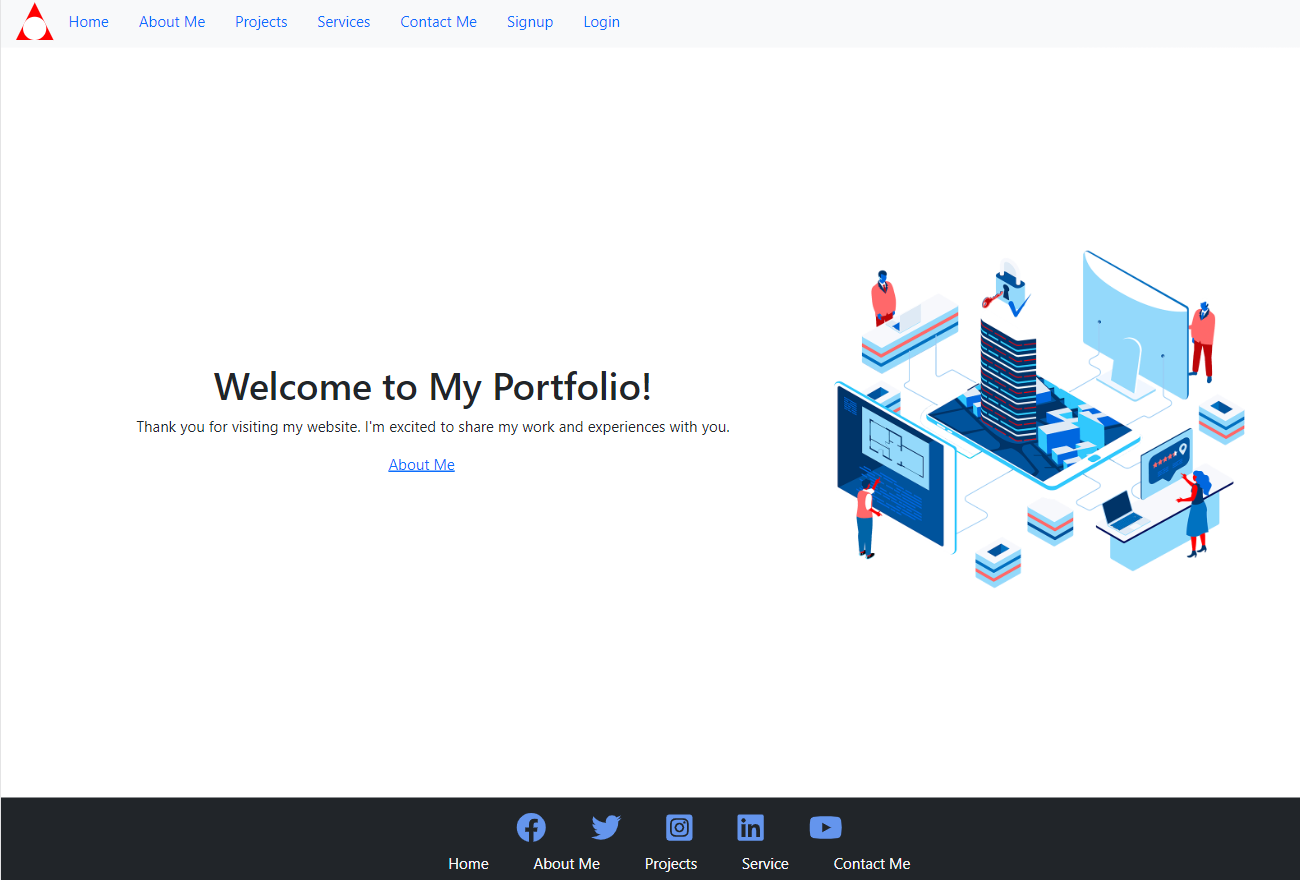 Home About Me Projects Services Contact Me Signup Login
Welcome to My Portfolio!
Thank you for visiting my website. I'm excited to share my work and experiences with you.
About Me
Home About Me Projects Service Contact Me